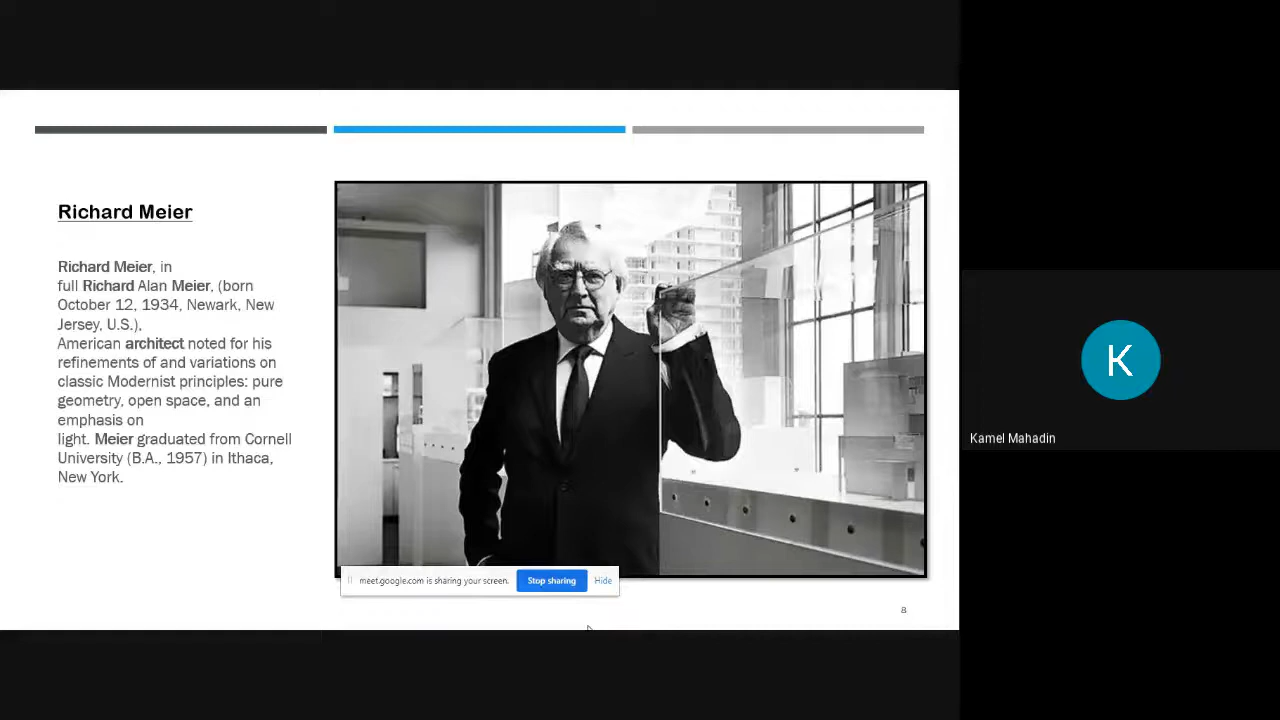 Richard Meier
Richard Meier, in
full Richard Alan Meier, (born
October 12, 1934, Newark, New
Jersey, U.S.),
American architect noted for his
refinements of and variations on
classic Modernist principles: pure
geometry, open space, and an
emphasis on
light. Meier graduated from Cornell
University (B.A., 1957) in Ithaca,
New York.
meet.google.com is sharing your screen. Stop sharing Hide
8
K
Kamel Mahadin